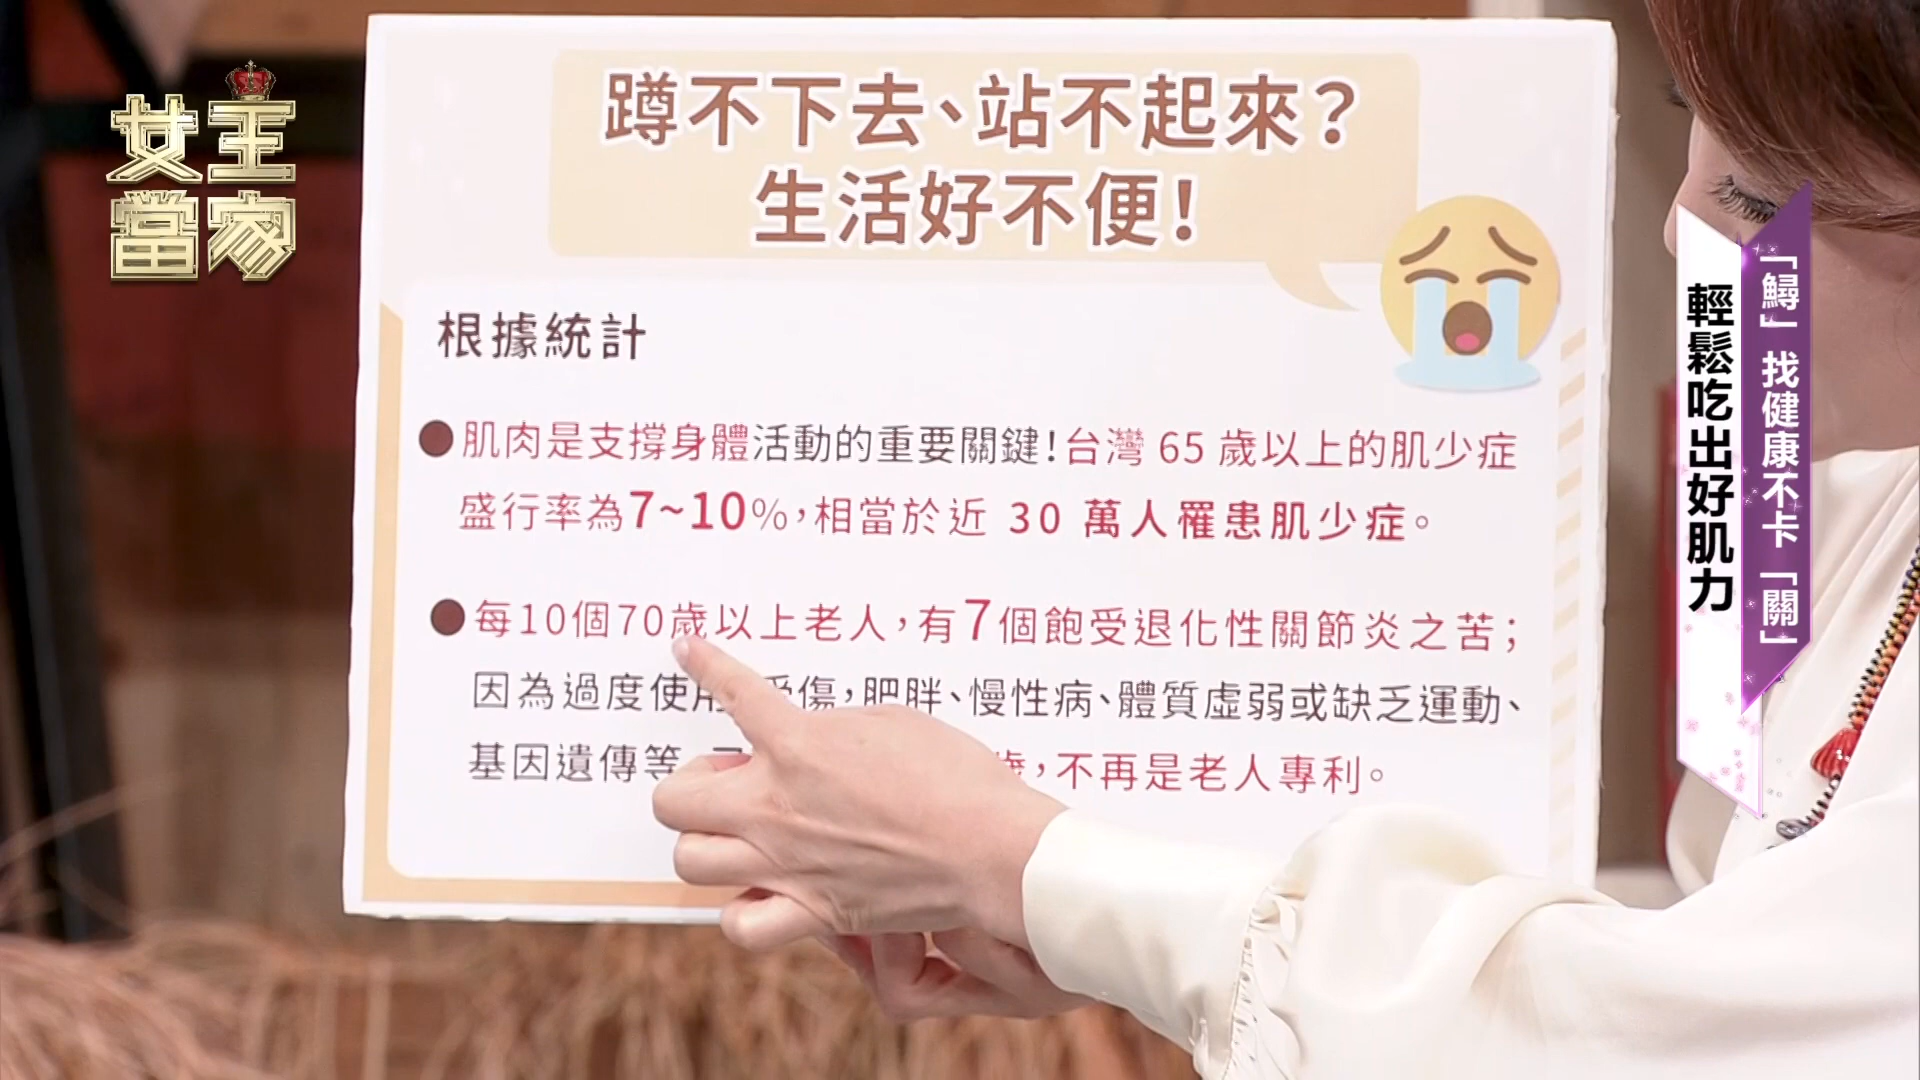 女王
當家
蹲不下去、站不起來？
生活好不便！
根據統計
●肌肉是支撐身體活動的重要關鍵！台灣 65 歲以上的肌少症
盛行率為7~10%，相當於近 30 萬人罹患肌少症。
●每10個70歲以上老人，有7個飽受退化性關節炎之苦；
因為過度使用 受傷，肥胖、慢性病、體質虛弱或缺乏運動、
基因遺傳等 歲，不再是老人專利。
「鱘」找健康不卡「關」
輕鬆吃出好肌力